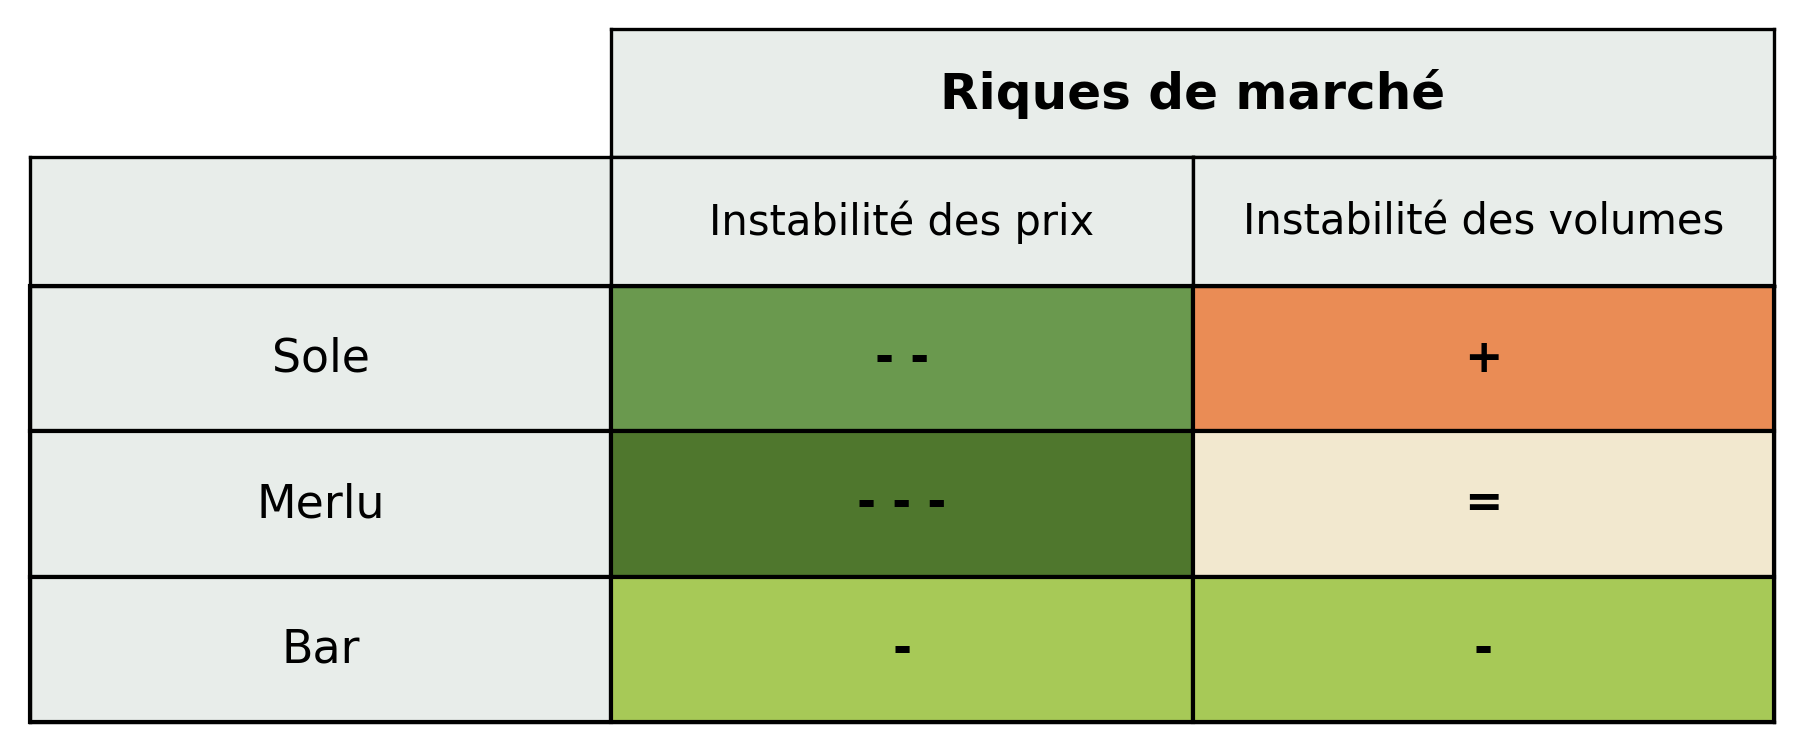 Riques de marché
Instabilité des prix Instabilité des volumes
Sole - - +
Merlu - - - =
Bar - -